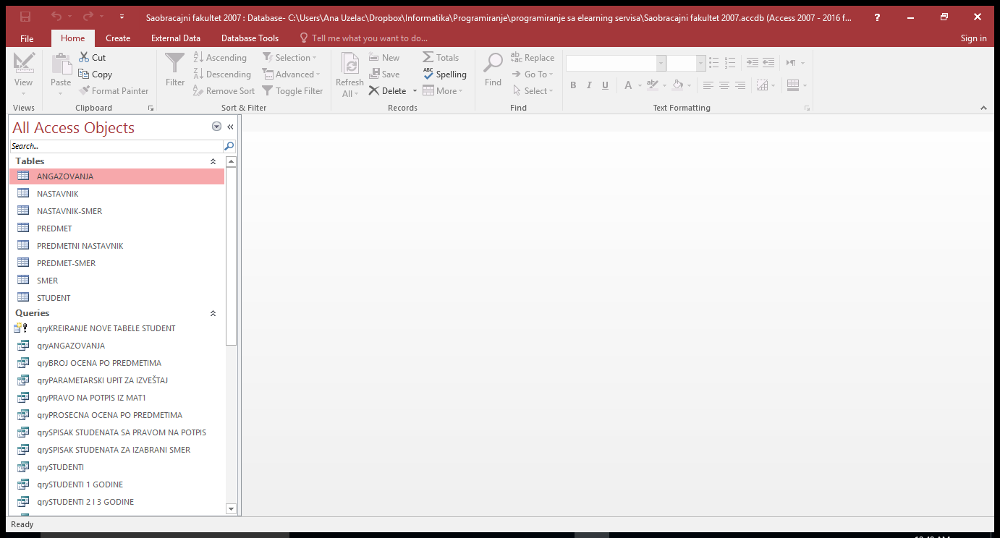 Saobracajni fakultet 2007 : Database- C:\Users\Ana Uzelac\Dropbox\Informatika\Programiranje\programiranje sa elearning servisa\Saobracajni fakultet 2007.accdb (Access 2007 - 2016 f...
?
File Home Create External Data Database Tools Tell me what you want to do... Sign in
View
Views
Paste
Cut
Copy
Format Painter
Clipboard
Filter
Ascending
Descending
Remove Sort
Selection
Advanced
Toggle Filter
Sort & Filter
Refresh
All
New
Save
Delete
Totals
ABC
Spelling
More
Records
Find
Replace
Go To
Select
Find
B I U A
Text Formatting
All Access Objects
Search...
Tables
ANGAZOVANJA
NASTAVNIK
NASTAVNIK-SMER
PREDMET
PREDMETNI NASTAVNIK
PREDMET-SMER
SMER
STUDENT
Queries
qryKREIRANJE NOVE TABELE STUDENT
qryANGAZOVANJA
qryBROJ OCENA PO PREDMETIMA
qryPARAMETARSKI UPIT ZA IZVEŠTAJ
qryPRAVO NA POTPIS IZ MAT1
qryPROSECNA OCENA PO PREDMETIMA
qrySPISAK STUDENATA SA PRAVOM NA POTPIS
qrySPISAK STUDENATA ZA IZABRANI SMER
qrySTUDENTI
qrySTUDENTI 1 GODINE
qrySTUDENTI 2 I 3 GODINE
Ready